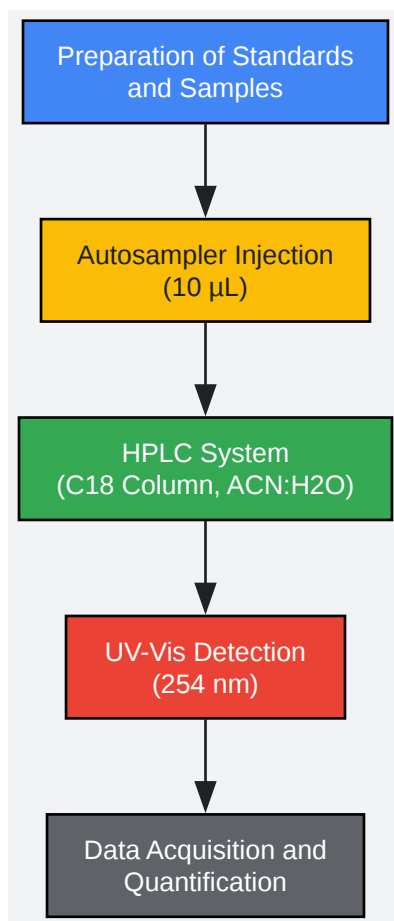 Preparation of Standards
and Samples
Autosampler Injection
(10 µL)
HPLC System
(C18 Column, ACN:H2O)
UV-Vis Detection
(254 nm)
Data Acquisition and
Quantification